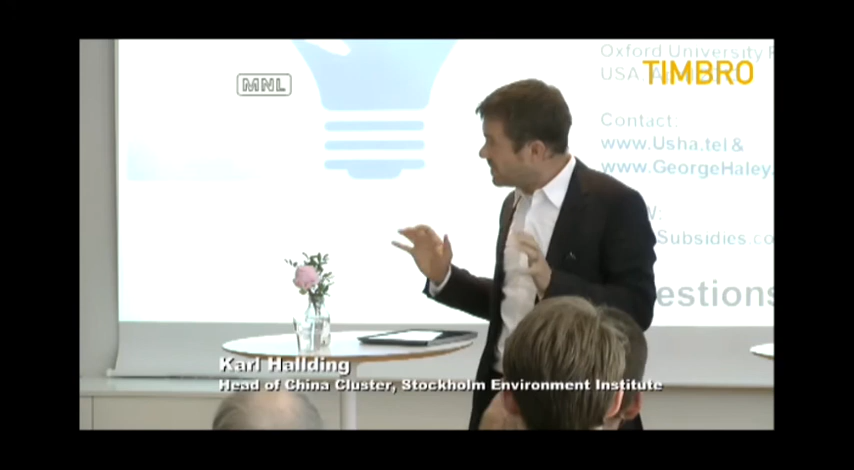 Oxford University
TIMBRO
USA
MNL
Contact:
www.Usha.tel &
www.GeorgeHaley
Subsidies.co
estions
Karl Hallding
Head of China Cluster, Stockholm Environment Institute